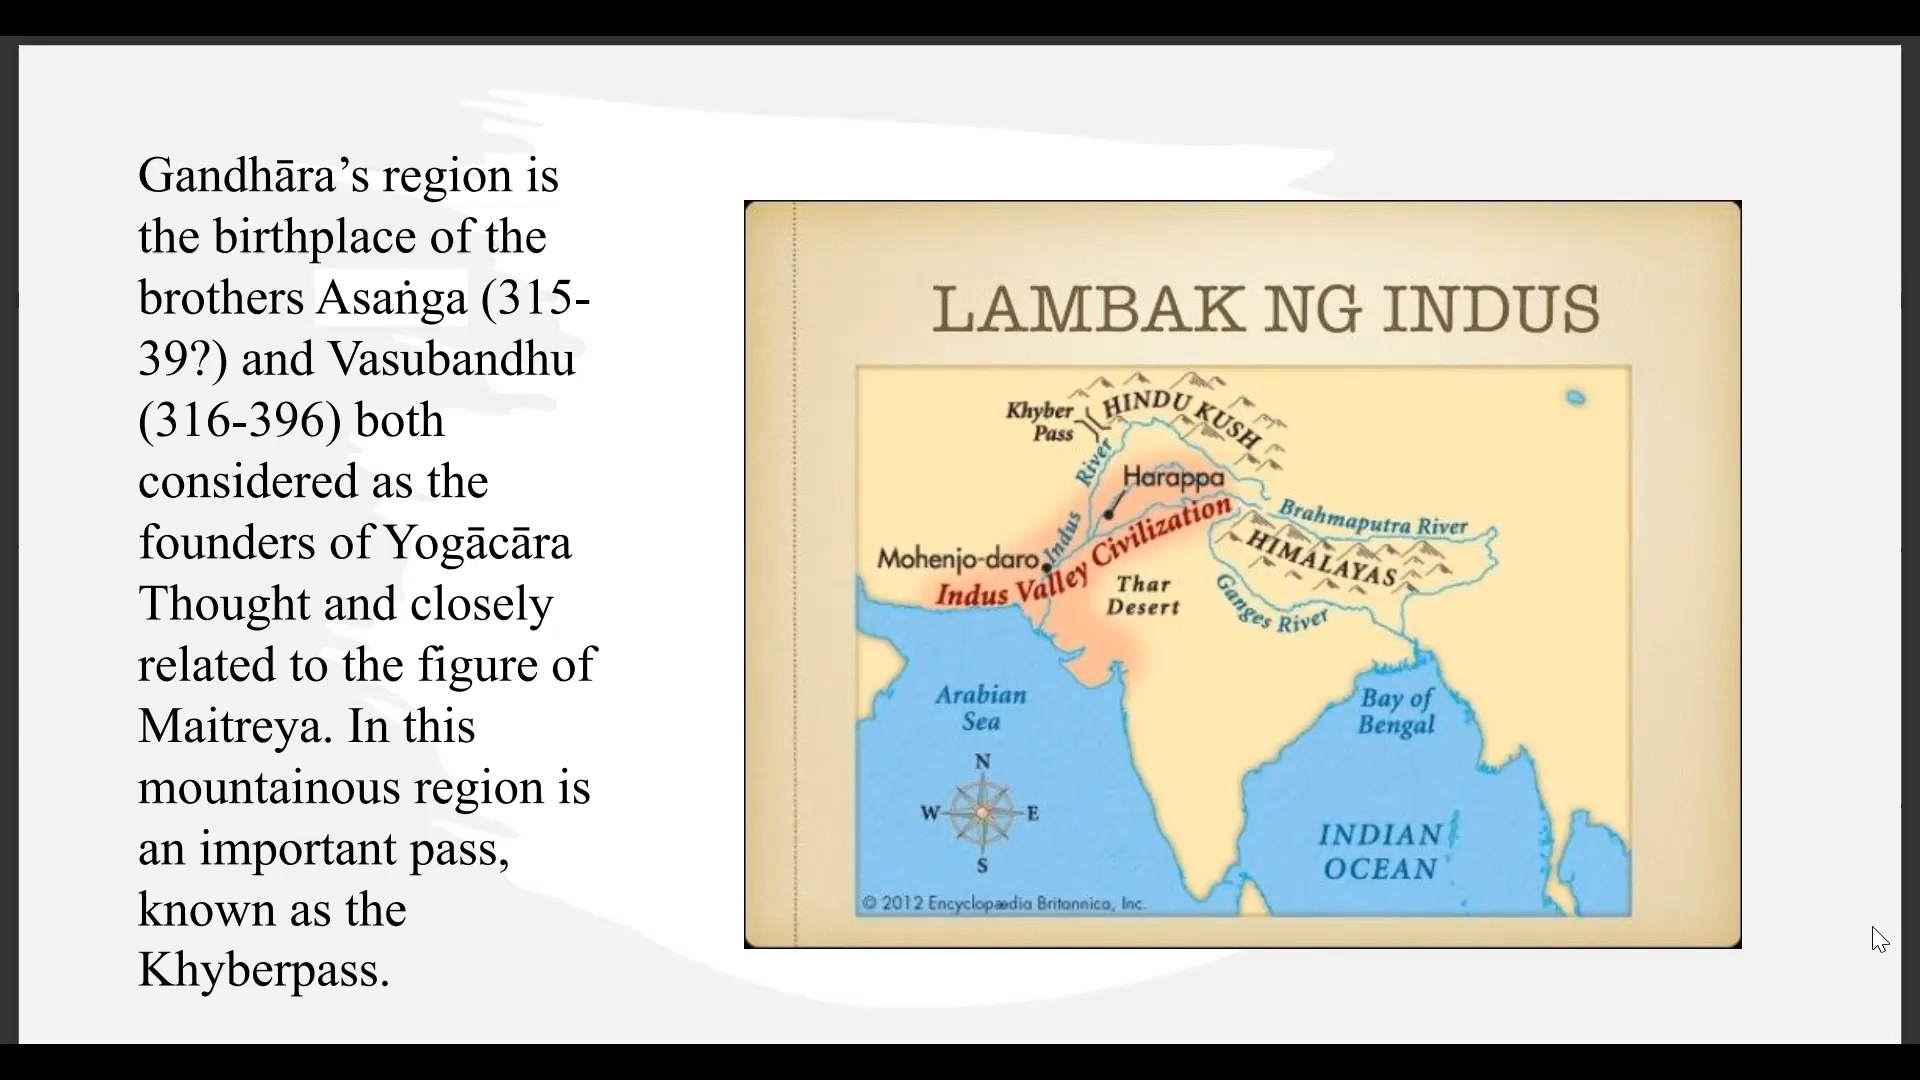 Gandhāra’s region is
the birthplace of the
brothers Asaṅga (315-
39?) and Vasubandhu
(316-396) both
considered as the
founders of Yogācāra
Thought and closely
related to the figure of
Maitreya. In this
mountainous region is
an important pass,
known as the
Khyberpass.
LAMBAK NG INDUS
Khyber
Pass
HINDU KUSH
Indus River
Harappa
Brahmaputra River
HIMALAYAS
Mohenjo-daro
Indus Valley Civilization
Thar
Desert
Ganges River
Arabian
Sea
Bay of
Bengal
N
W E
S
INDIAN
OCEAN
© 2012 Encyclopædia Britannica, Inc.